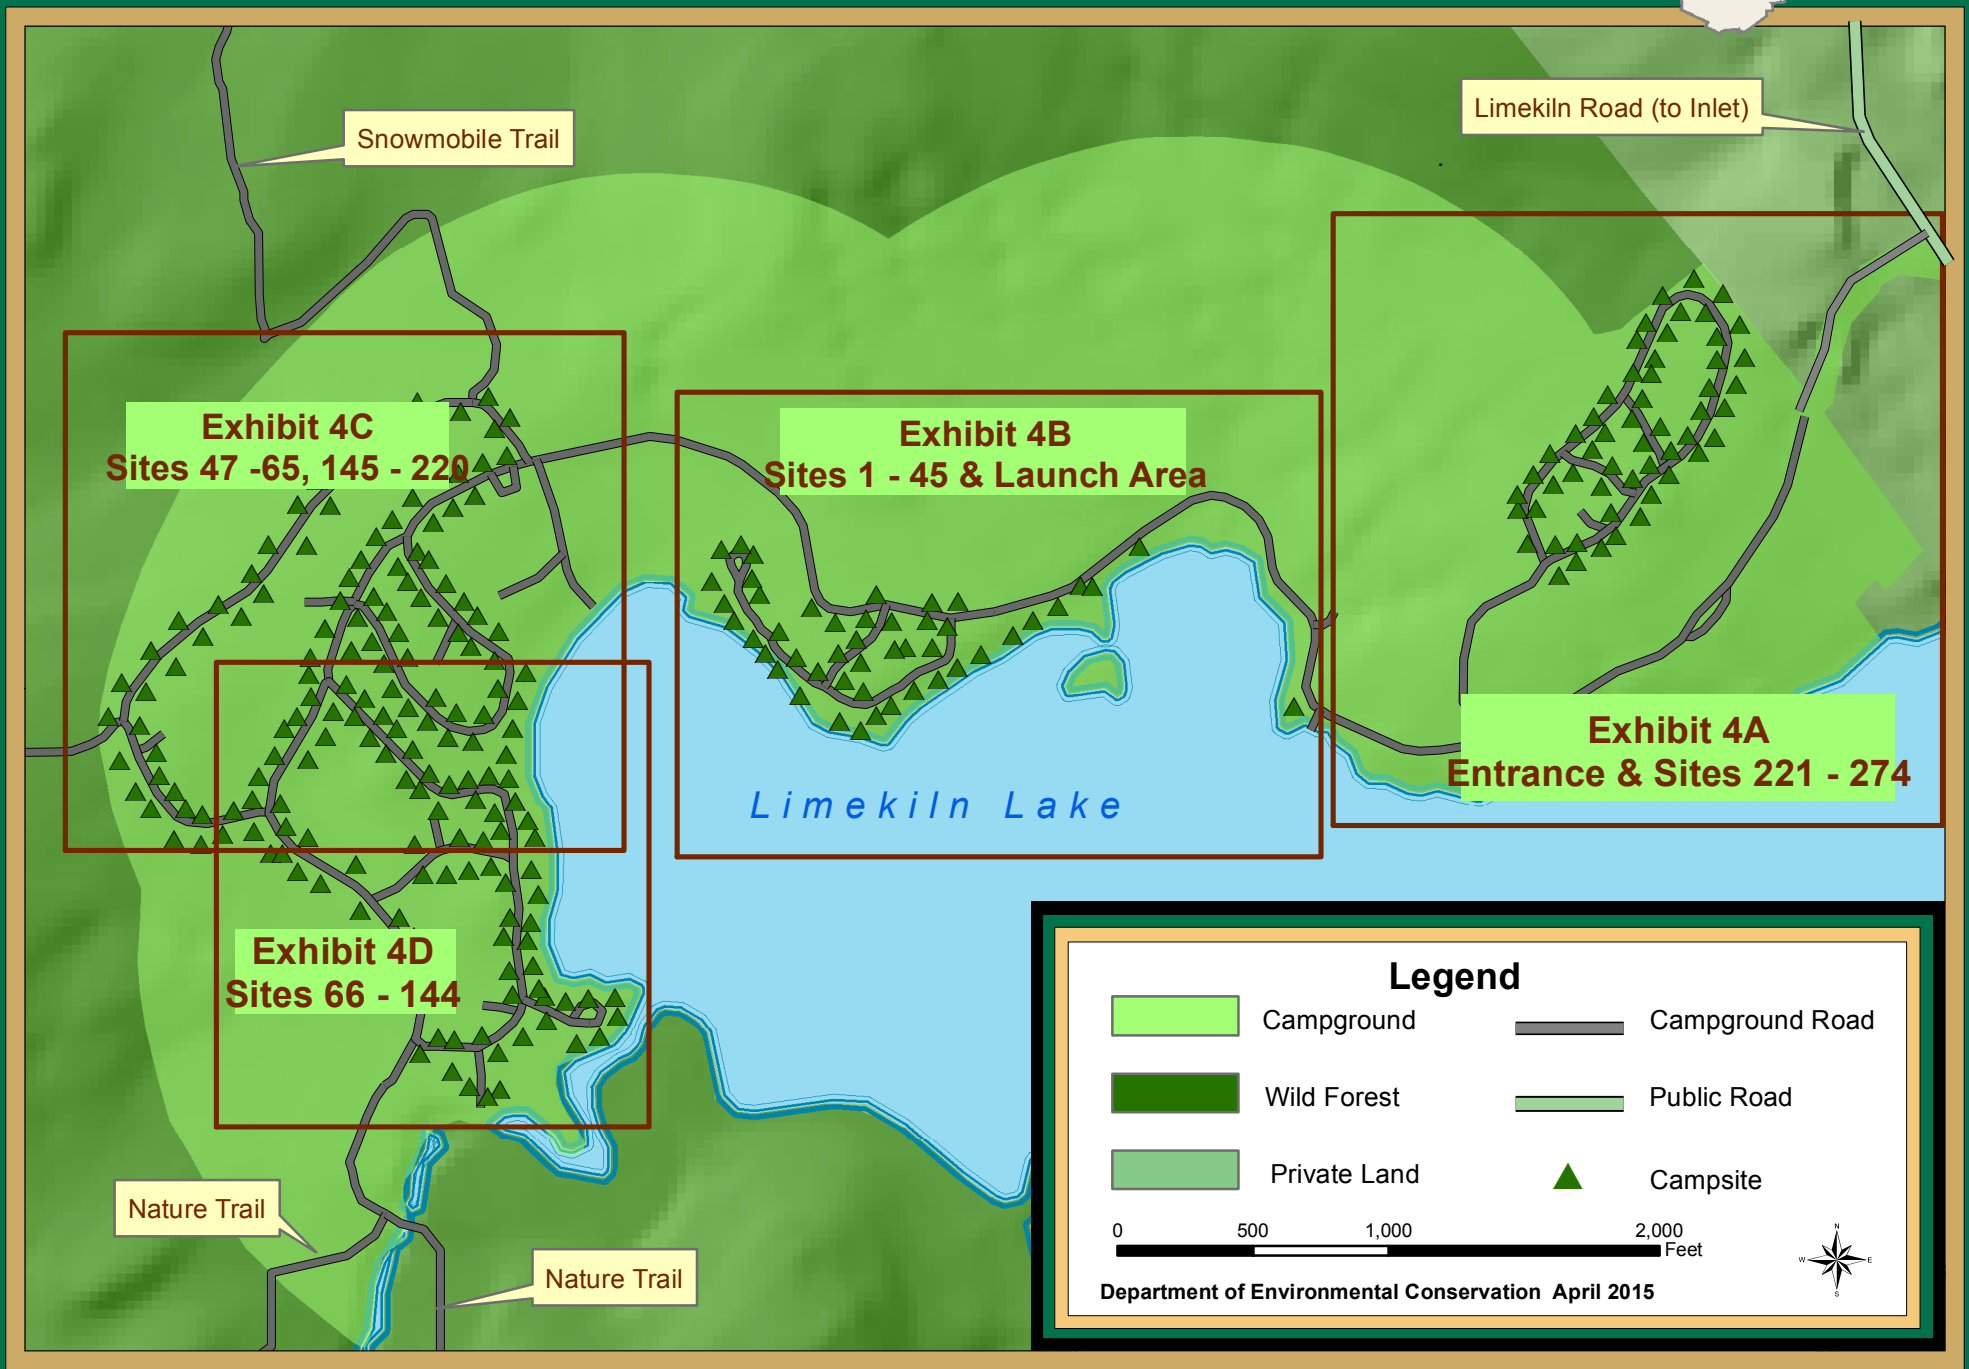 Snowmobile Trail
Limekiln Road (to Inlet)
Exhibit 4C
Sites 47 -65, 145 - 220
Exhibit 4B
Sites 1 - 45 & Launch Area
Exhibit 4A
Entrance & Sites 221 - 274
Limekiln Lake
Exhibit 4D
Sites 66 - 144
Nature Trail
Nature Trail
Legend
Campground
Campground Road
Wild Forest
Public Road
Private Land
Campsite
0 500 1,000 2,000
Feet
N
W E
S
Department of Environmental Conservation April 2015